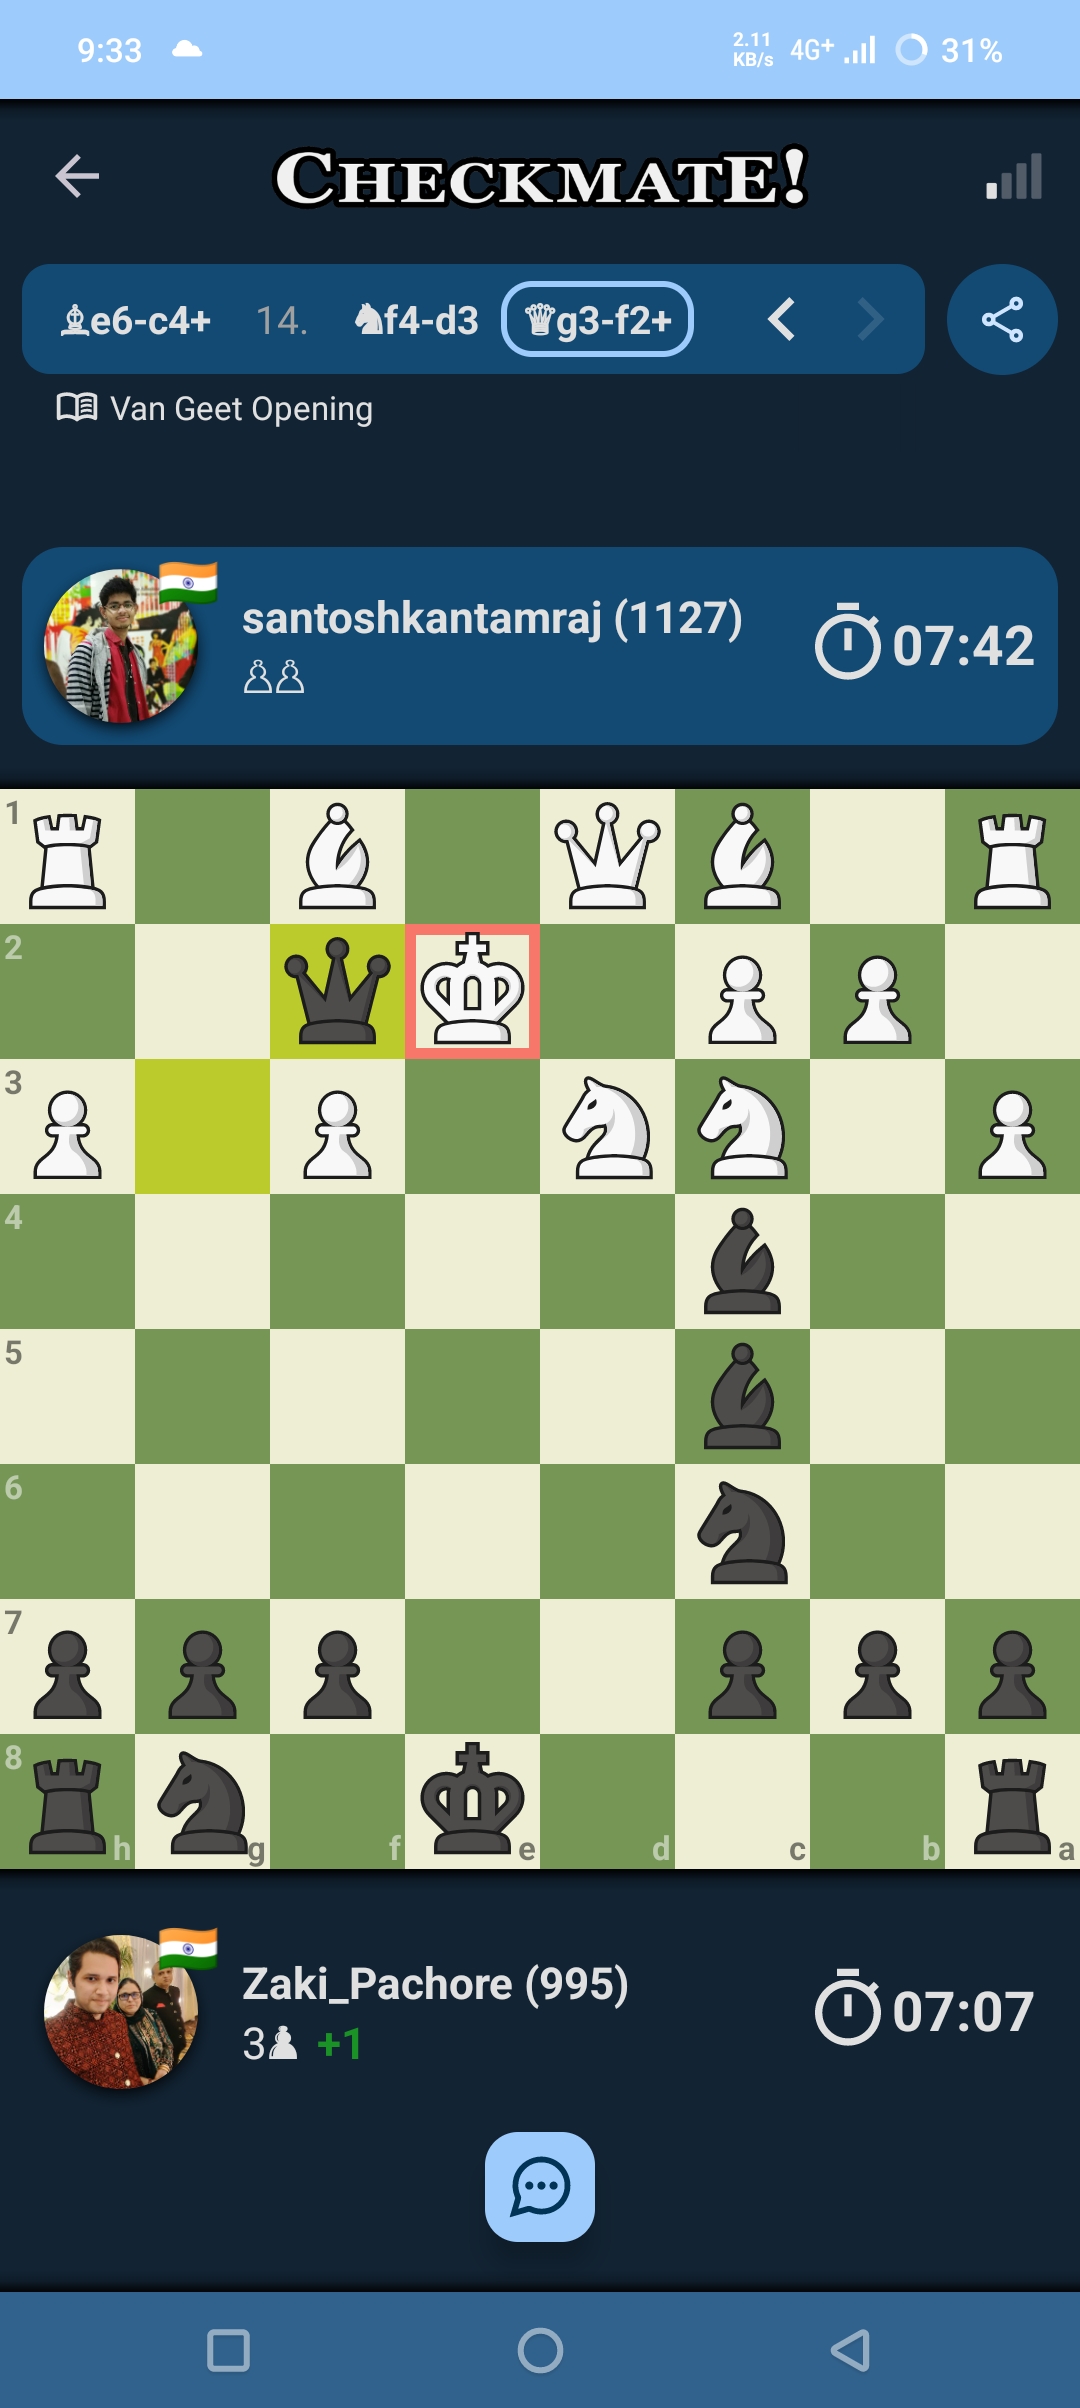 9:33 2.11 KB/s 4G+ 31%
CHECKMATE!
♗e6-c4+ 14. ♞f4-d3 ♕g3-f2+
Van Geet Opening
santoshkantamraj (1127)
♙♙
07:42
1
2
3
4
5
6
7
8
h g f e d c b a
Zaki_Pachore (995)
3♟ +1
07:07